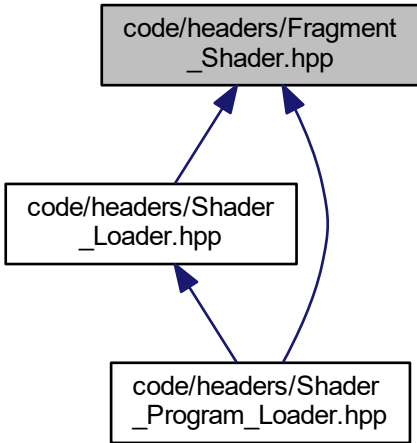 code/headers/Fragment
_Shader.hpp
code/headers/Shader
_Loader.hpp
code/headers/Shader
_Program_Loader.hpp